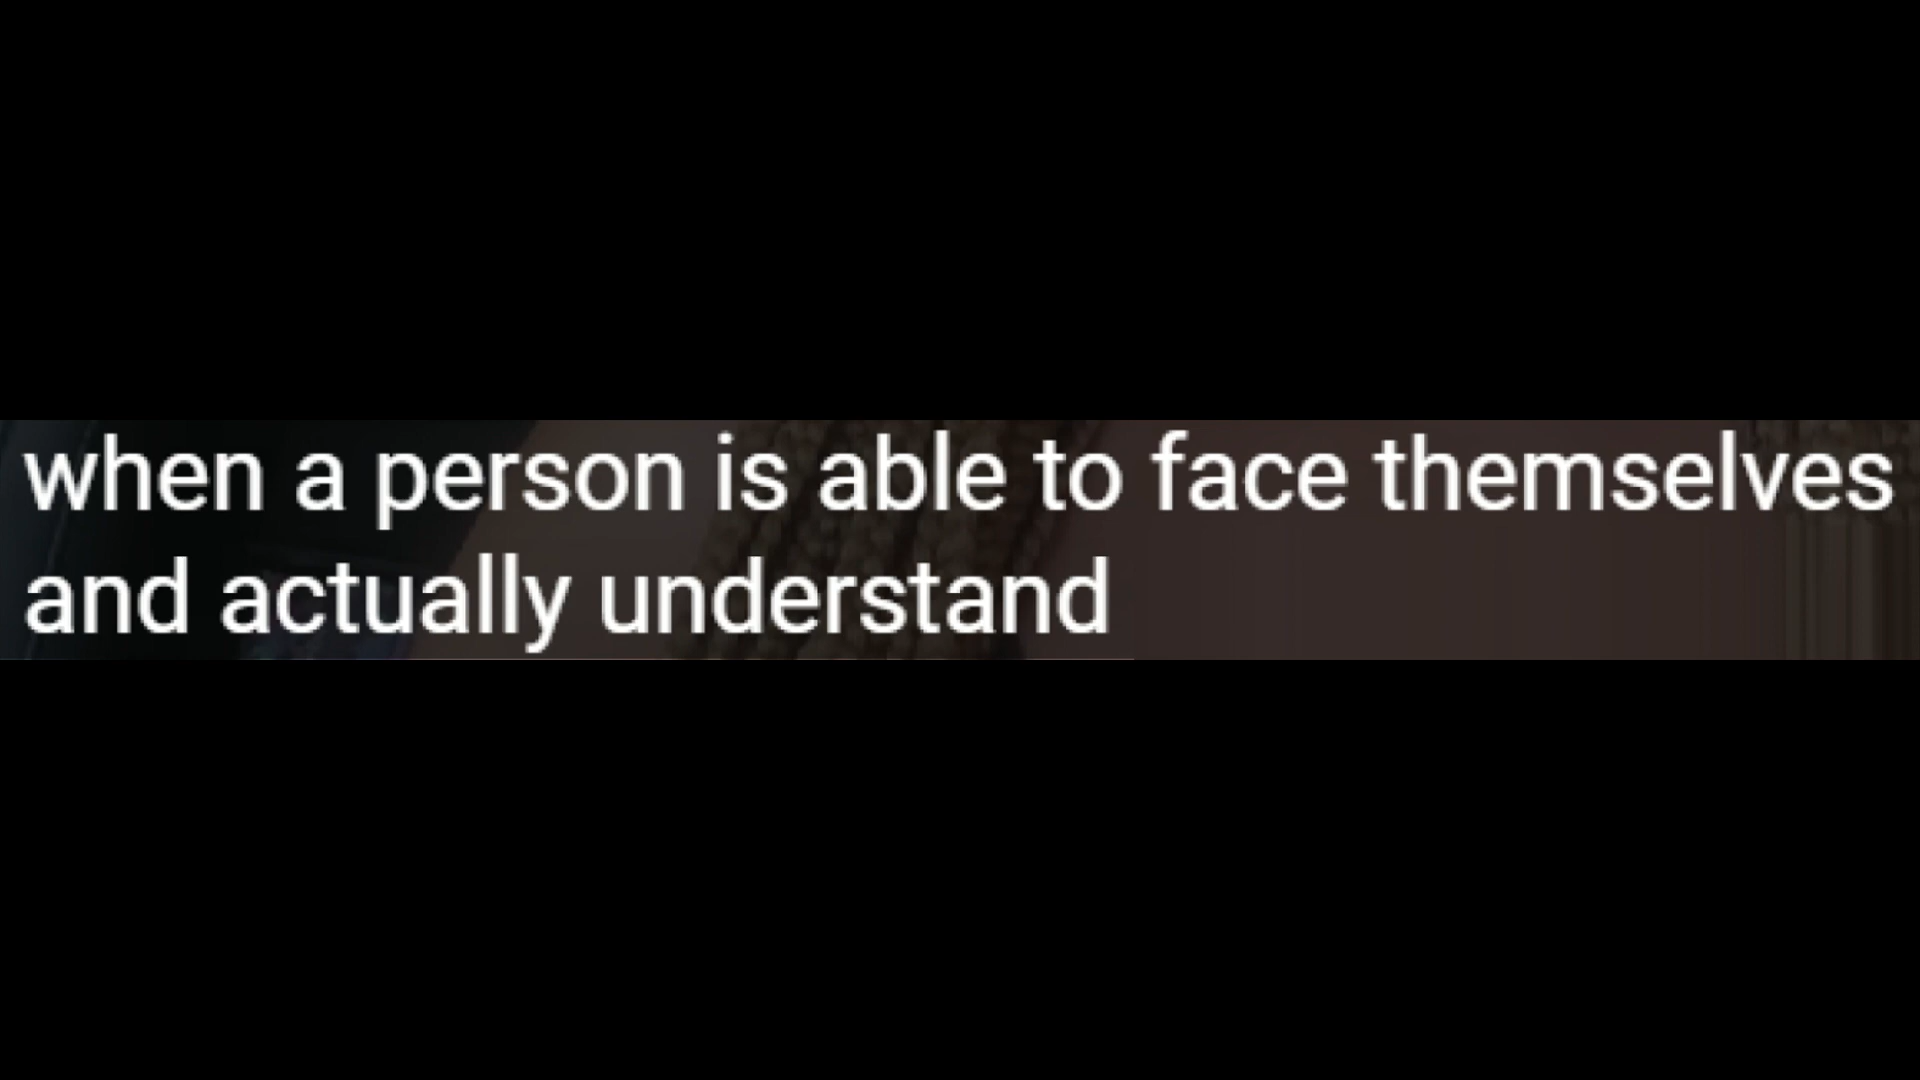 when a person is able to face themselves
and actually understand